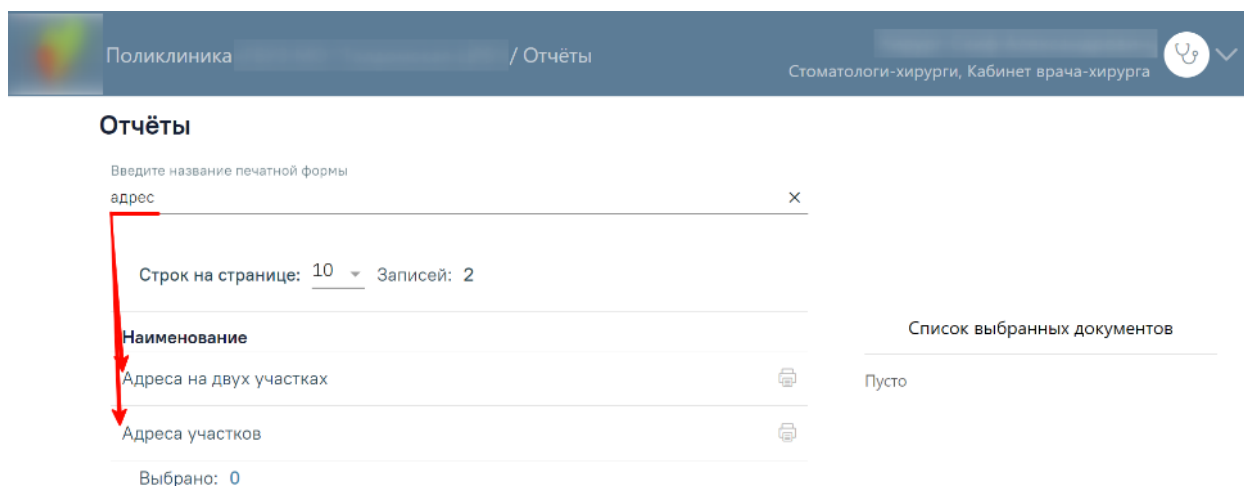 Поликлиника / Отчёты
Стоматологи-хирурги, Кабинет врача-хирурга
Отчёты
Введите название печатной формы
адрес
Строк на странице: 10 Записей: 2
Наименование
Список выбранных документов
Адреса на двух участках
Пусто
Адреса участков
Выбрано: 0